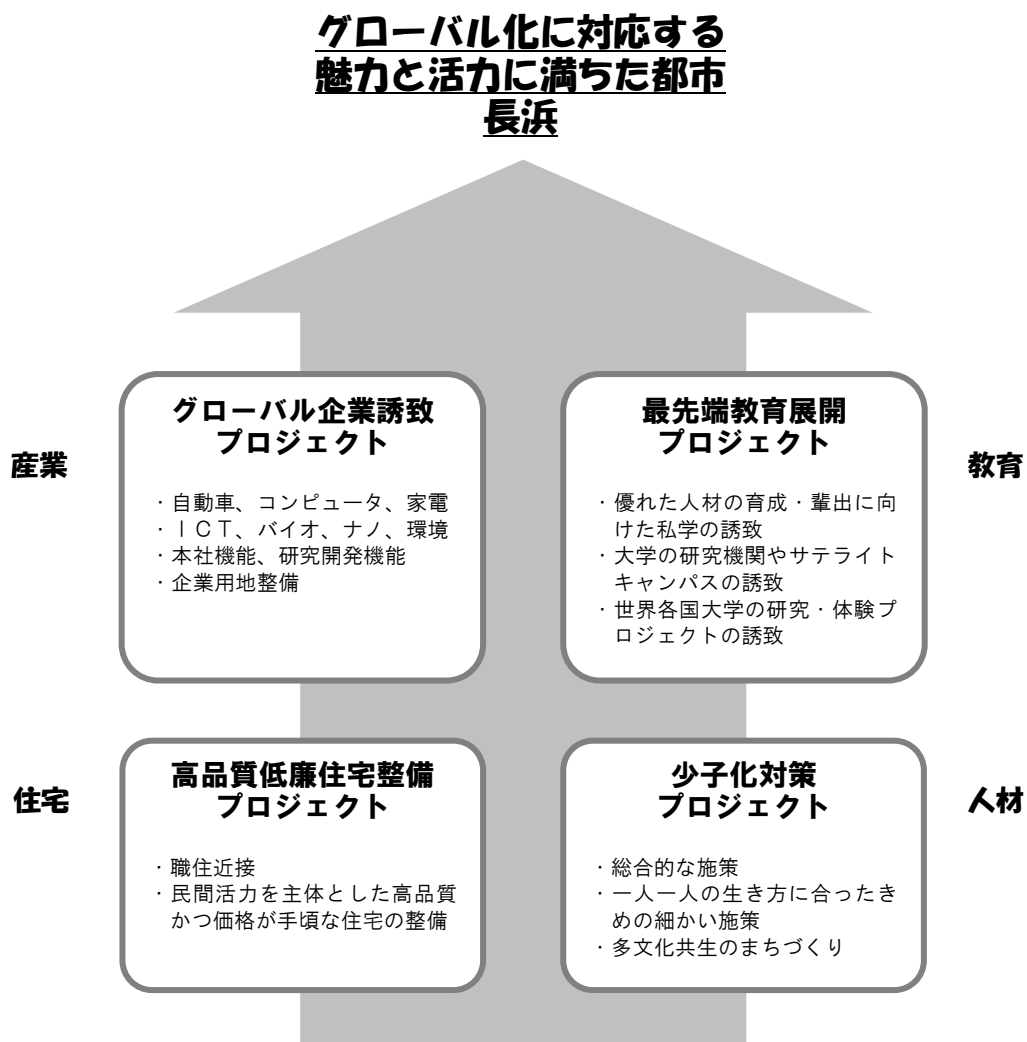 グローバル化に対応する
魅力と活力に満ちた都市
長浜
産業
グローバル企業誘致
プロジェクト
・自動車、コンピュータ、家電
・ＩＣＴ、バイオ、ナノ、環境
・本社機能、研究開発機能
・企業用地整備
最先端教育展開
プロジェクト
・優れた人材の育成・輩出に向
けた私学の誘致
・大学の研究機関やサテライト
キャンパスの誘致
・世界各国大学の研究・体験プ
ロジェクトの誘致
教育
住宅
高品質低廉住宅整備
プロジェクト
・職住近接
・民間活力を主体とした高品質
かつ価格が手頃な住宅の整備
少子化対策
プロジェクト
・総合的な施策
・一人一人の生き方に合ったき
めの細かい施策
・多文化共生のまちづくり
人材